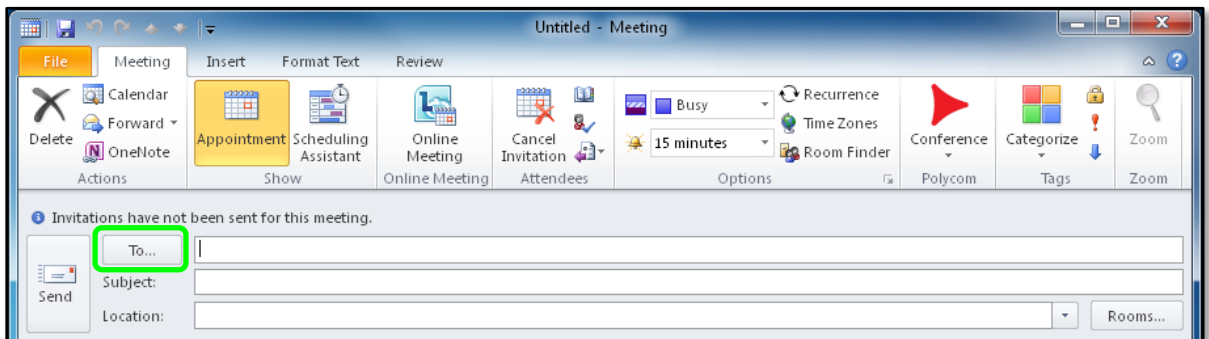 Untitled - Meeting
File Meeting Insert Format Text Review
Delete
Calendar
Forward
OneNote
Actions
Appointment
Scheduling
Assistant
Show
Online
Meeting
Online Meeting
Cancel
Invitation
Attendees
Busy
15 minutes
Recurrence
Time Zones
Room Finder
Options
Conference
Polycom
Categorize
Tags
Zoom
Zoom
Invitations have not been sent for this meeting.
Send
To...
Subject:
Location:
Rooms...